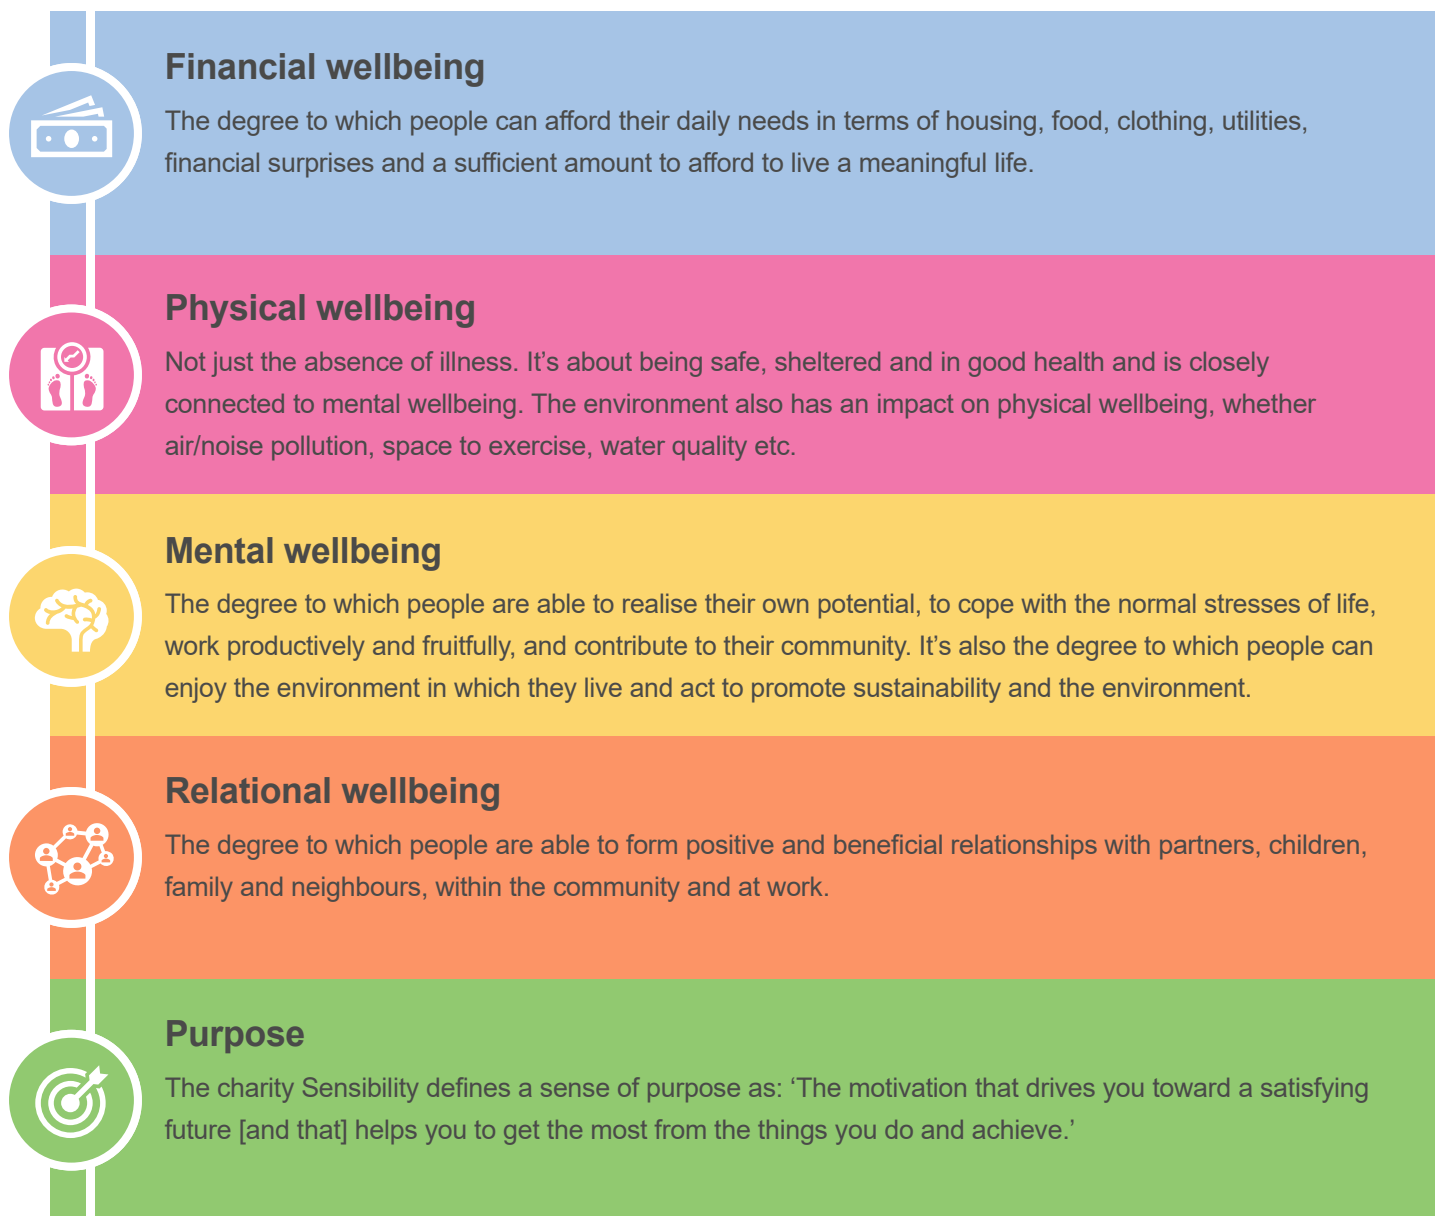 Financial wellbeing
The degree to which people can afford their daily needs in terms of housing, food, clothing, utilities,
financial surprises and a sufficient amount to afford to live a meaningful life.
Physical wellbeing
Not just the absence of illness. It’s about being safe, sheltered and in good health and is closely
connected to mental wellbeing. The environment also has an impact on physical wellbeing, whether
air/noise pollution, space to exercise, water quality etc.
Mental wellbeing
The degree to which people are able to realise their own potential, to cope with the normal stresses of life,
work productively and fruitfully, and contribute to their community. It’s also the degree to which people can
enjoy the environment in which they live and act to promote sustainability and the environment.
Relational wellbeing
The degree to which people are able to form positive and beneficial relationships with partners, children,
family and neighbours, within the community and at work.
Purpose
The charity Sensibility defines a sense of purpose as: ‘The motivation that drives you toward a satisfying
future [and that] helps you to get the most from the things you do and achieve.’